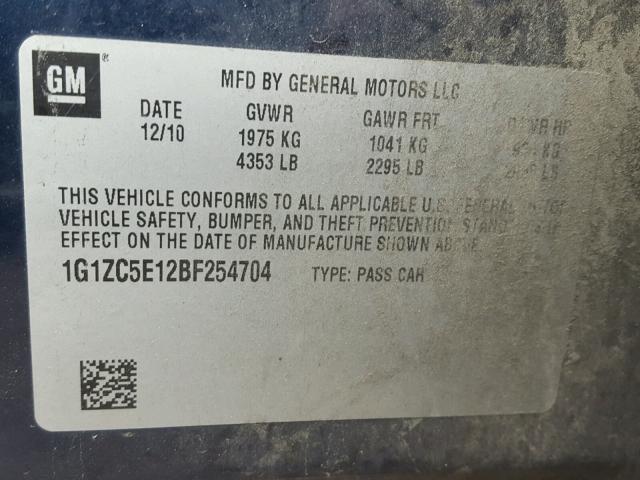 GM ®
MFD BY GENERAL MOTORS LLC
DATE GVWR GAWR FRT
12/10 1975 KG 1041 KG KG
4353 LB 2295 LB
THIS VEHICLE CONFORMS TO ALL APPLICABLE U.S. FEDERAL
VEHICLE SAFETY, BUMPER, AND THEFT PREVENTION
EFFECT ON THE DATE OF MANUFACTURE SHOWN ABOVE.
1G1ZC5E12BF254704 TYPE: PASS CAR